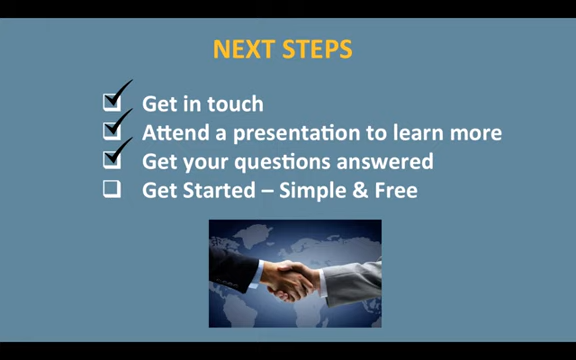 NEXT STEPS
Get in touch
Attend a presentation to learn more
Get your questions answered
Get Started – Simple & Free